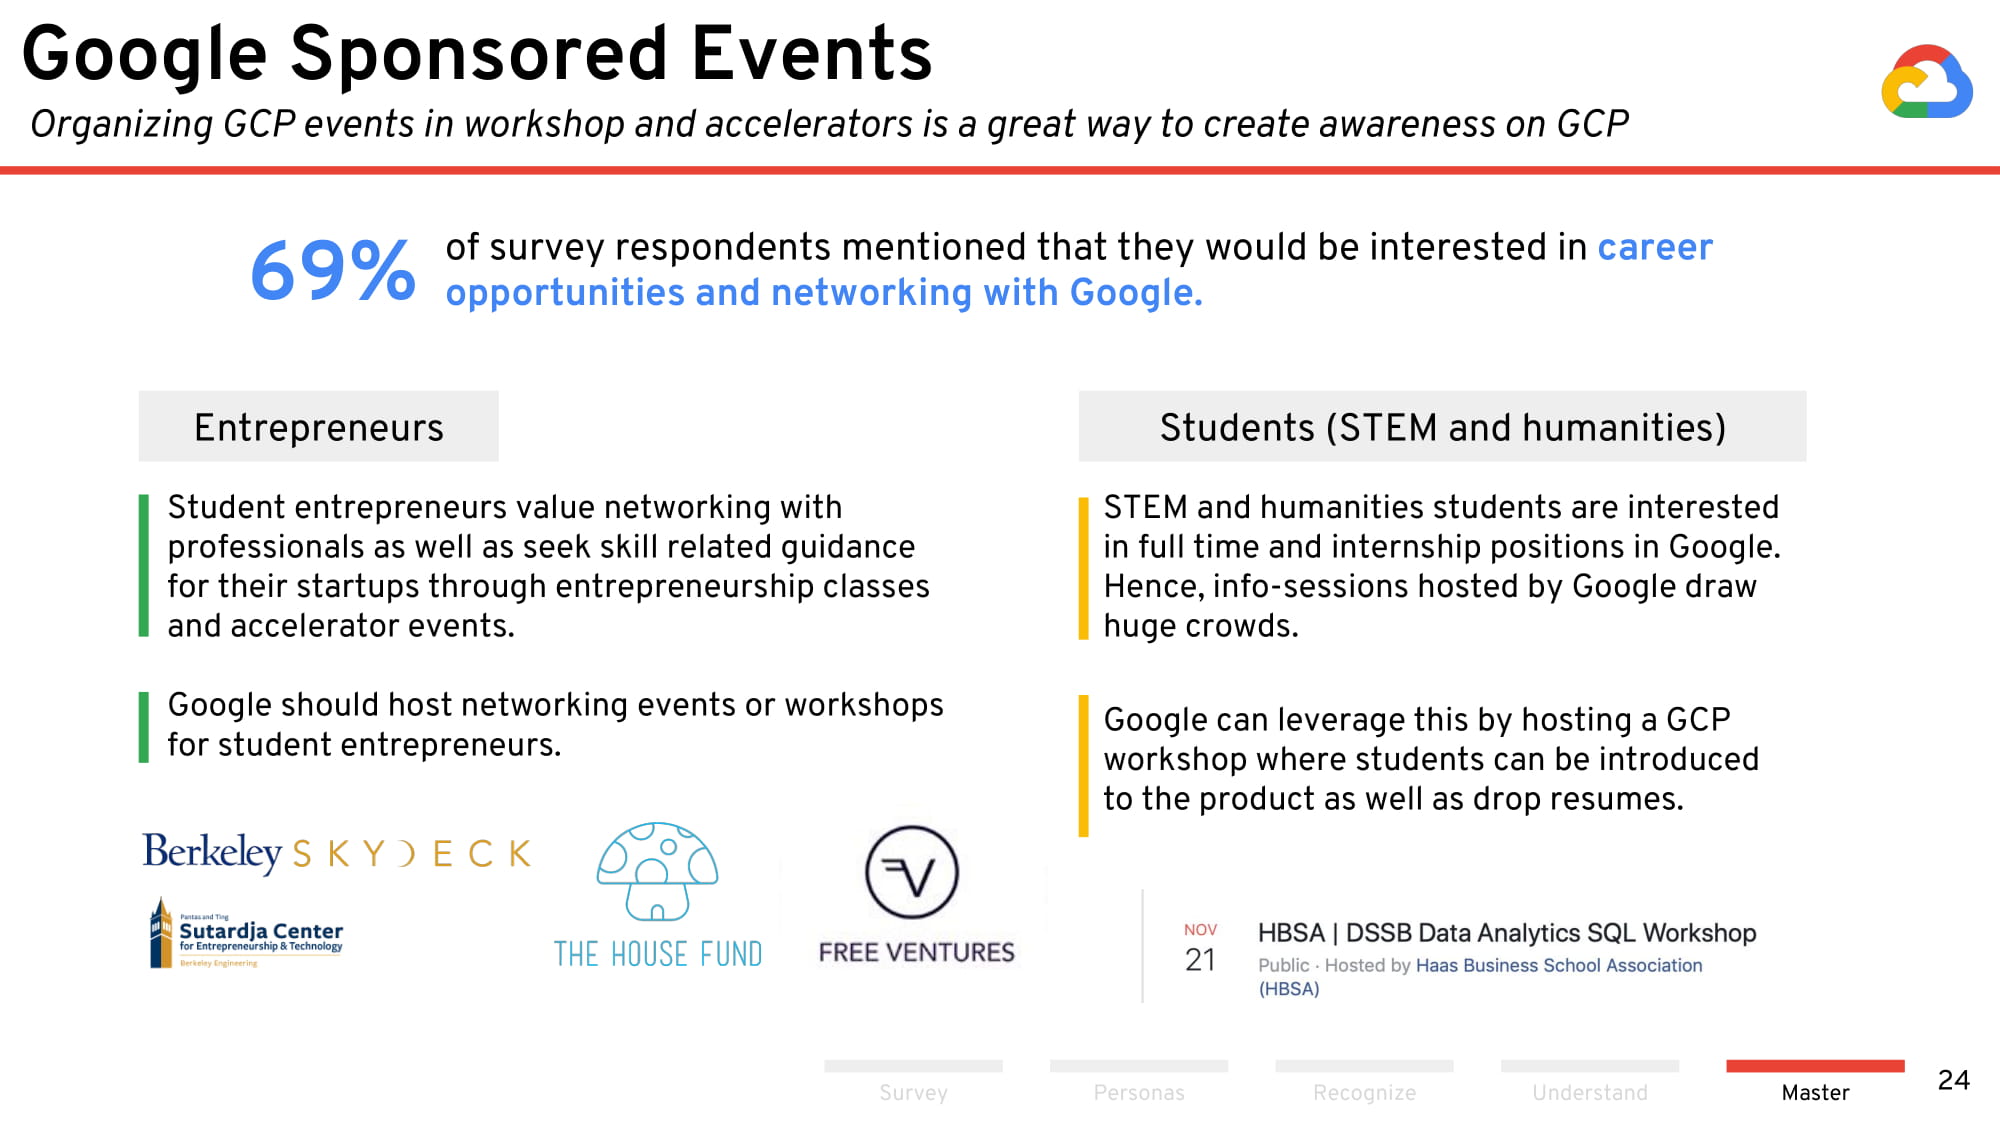 Google Sponsored Events
Organizing GCP events in workshop and accelerators is a great way to create awareness on GCP
69%
of survey respondents mentioned that they would be interested in career
opportunities and networking with Google.
Entrepreneurs
Student entrepreneurs value networking with
professionals as well as seek skill related guidance
for their startups through entrepreneurship classes
and accelerator events.
Google should host networking events or workshops
for student entrepreneurs.
Berkeley SKYDECK
Pantas and Ting
Sutardja Center
for Entrepreneurship & Technology
Berkeley Engineering
THE HOUSE FUND
FREE VENTURES
Students (STEM and humanities)
STEM and humanities students are interested
in full time and internship positions in Google.
Hence, info-sessions hosted by Google draw
huge crowds.
Google can leverage this by hosting a GCP
workshop where students can be introduced
to the product as well as drop resumes.
NOV
21
HBSA | DSSB Data Analytics SQL Workshop
Public · Hosted by Haas Business School Association
(HBSA)
Survey
Personas
Recognize
Understand
Master
24